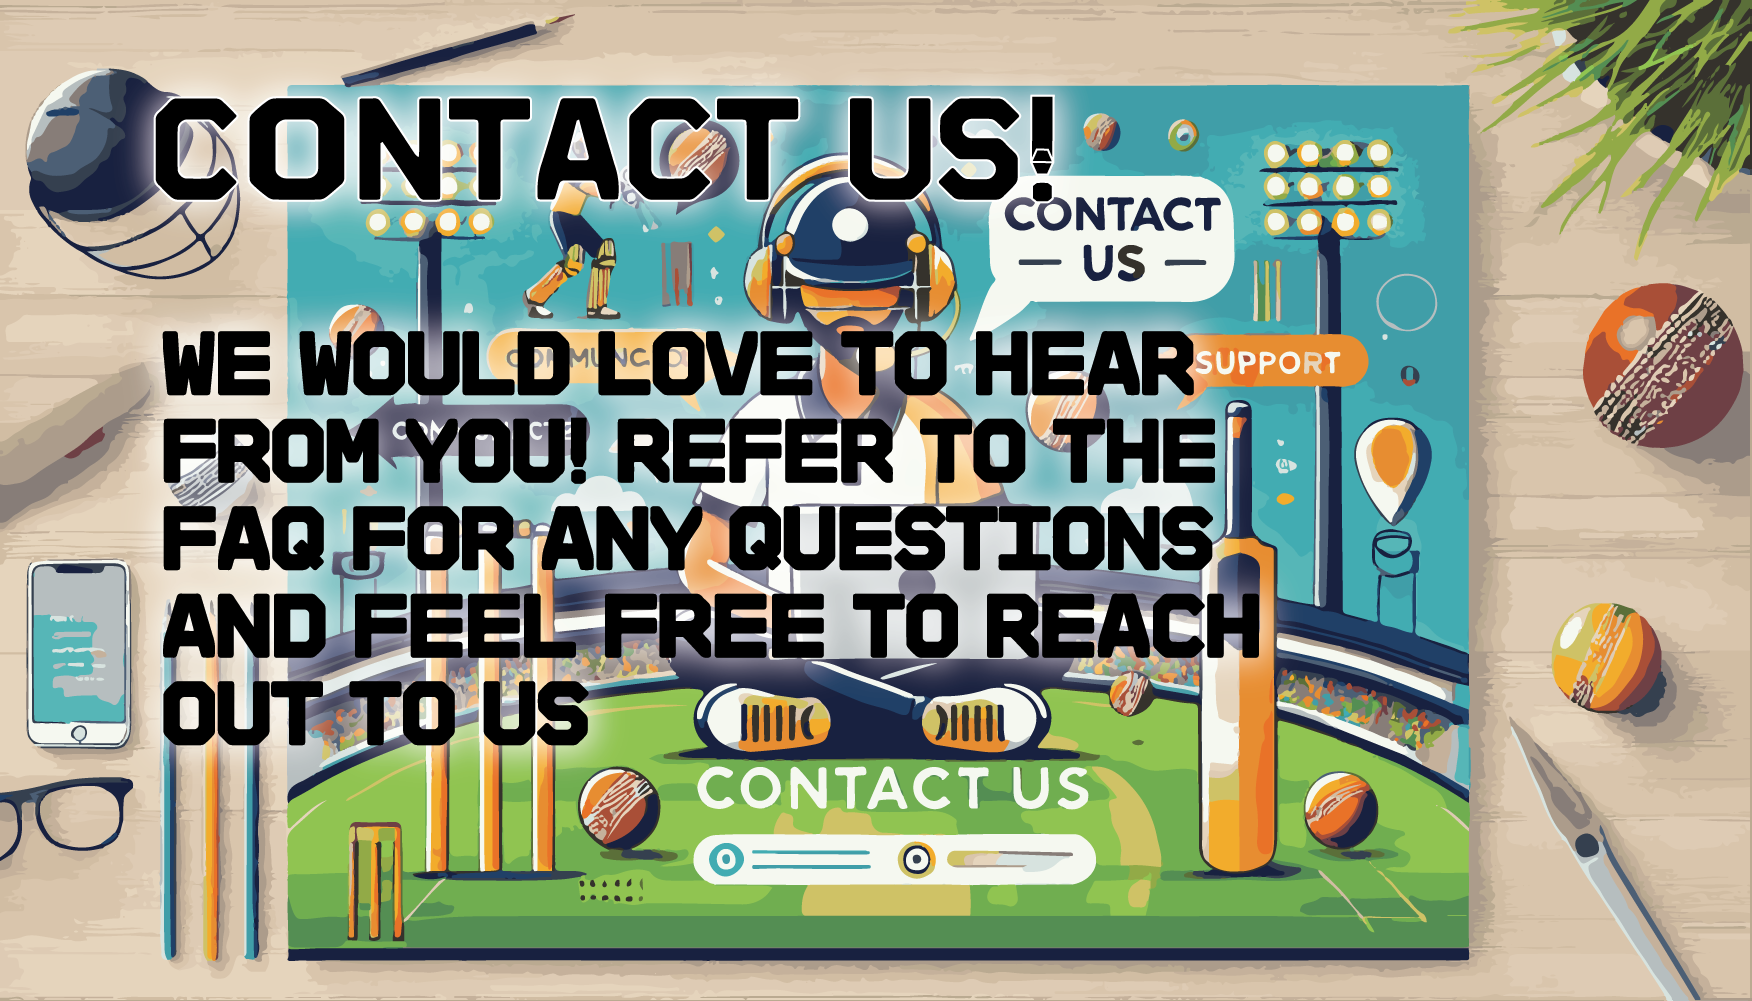 CONTACT US!
CONTACT
US
WE WOULD LOVE TO HEAR
SUPPORT
FROM YOU! REFER TO THE
FAQ FOR ANY QUESTIONS
AND FEEL FREE TO REACH
OUT TO US
CONTACT US